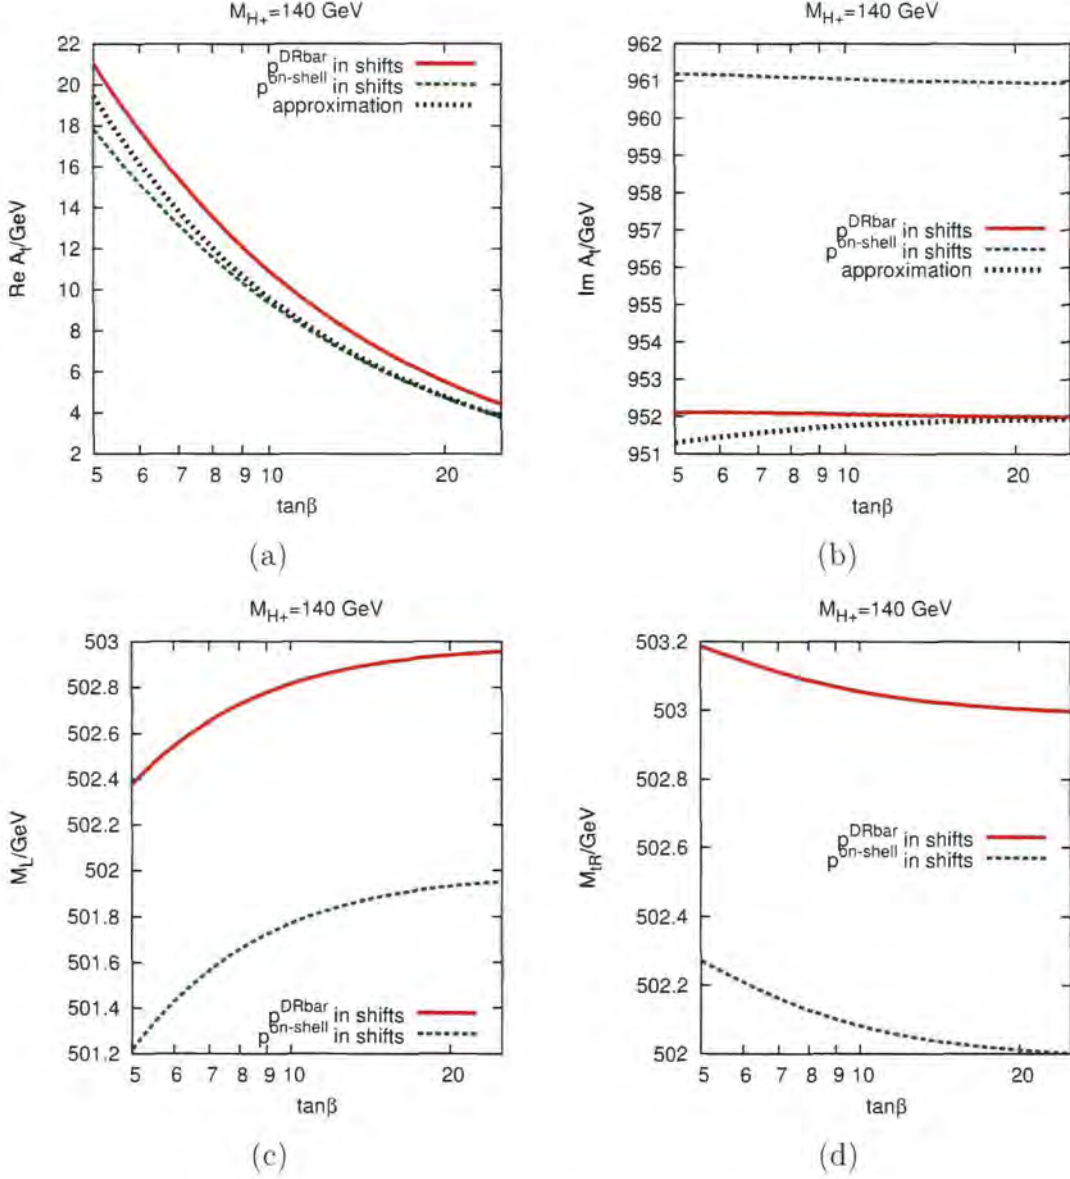 M_H+=140 GeV
22
20
18
16
14
12
10
8
6
4
2
Re A_t/GeV
p^DRbar in shifts
p^on-shell in shifts
approximation
5 6 7 8 9 10 20
tanβ
(a)
M_H+=140 GeV
962
961
960
959
958
957
956
955
954
953
952
951
Im A_t/GeV
p^DRbar in shifts
p^on-shell in shifts
approximation
5 6 7 8 9 10 20
tanβ
(b)
M_H+=140 GeV
503
502.8
502.6
502.4
502.2
502
501.8
501.6
501.4
501.2
M_L/GeV
p^DRbar in shifts
p^on-shell in shifts
5 6 7 8 9 10 20
tanβ
(c)
M_H+=140 GeV
503.2
503
502.8
502.6
502.4
502.2
502
M_tR/GeV
p^DRbar in shifts
p^on-shell in shifts
5 6 7 8 9 10 20
tanβ
(d)